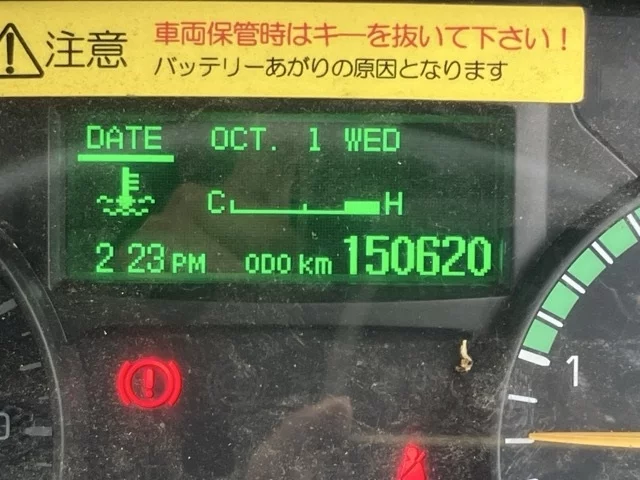 注意
車両保管時はキーを抜いて下さい！
バッテリーあがりの原因となります
DATE OCT. 1 WED
C H
2 23 PM ODO km 150620
1
0